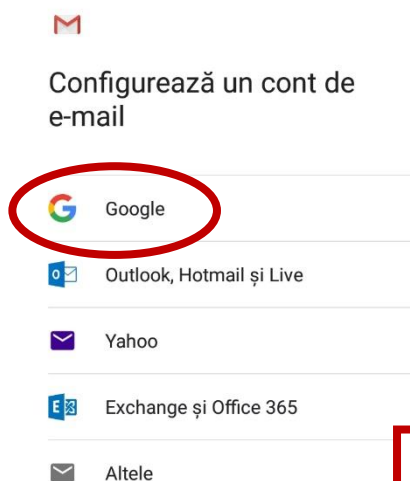 Configurează un cont de
e-mail
Google
Outlook, Hotmail și Live
Yahoo
Exchange și Office 365
Altele